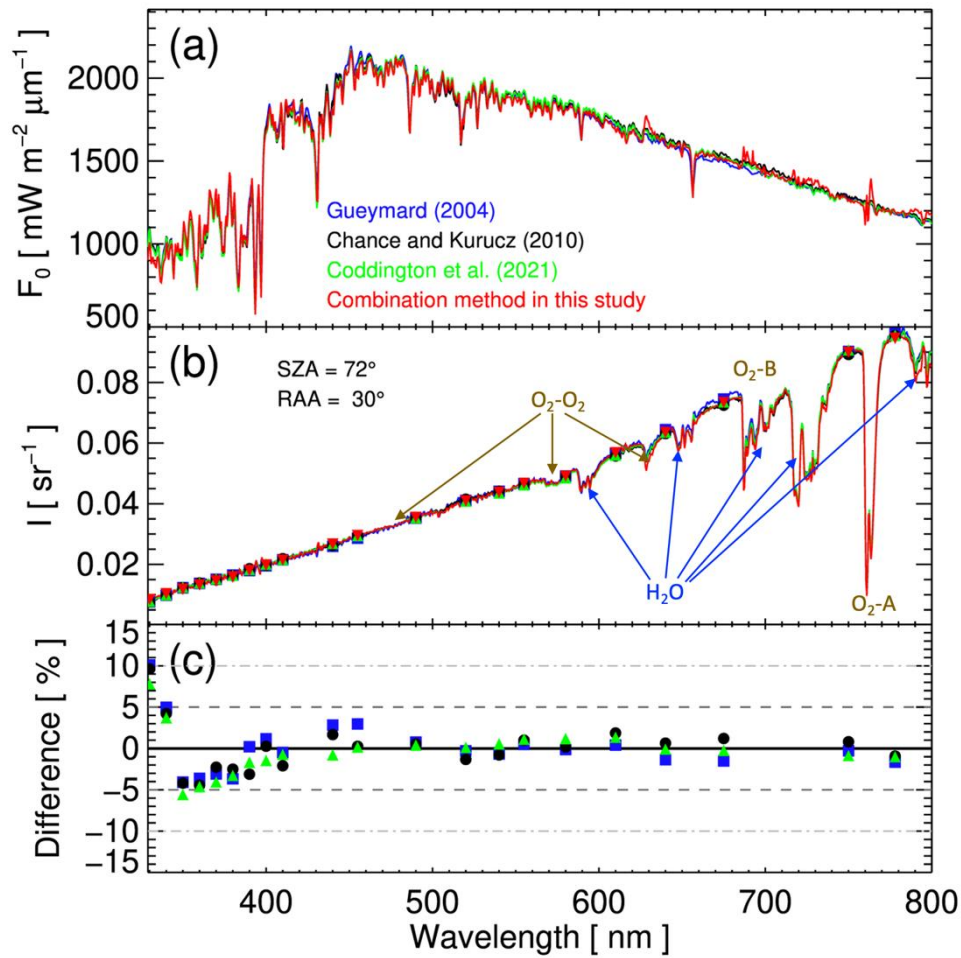 (a)
2000
1500
1000
500
F₀ [ mW m⁻² μm⁻¹ ]
Gueymard (2004)
Chance and Kurucz (2010)
Coddington et al. (2021)
Combination method in this study
(b)
SZA = 72°
RAA = 30°
O₂-O₂
O₂-B
0.08
0.06
0.04
0.02
I [ sr⁻¹ ]
H₂O
O₂-A
(c)
15
10
5
0
−5
−10
−15
Difference [ % ]
400
500
600
700
800
Wavelength [ nm ]